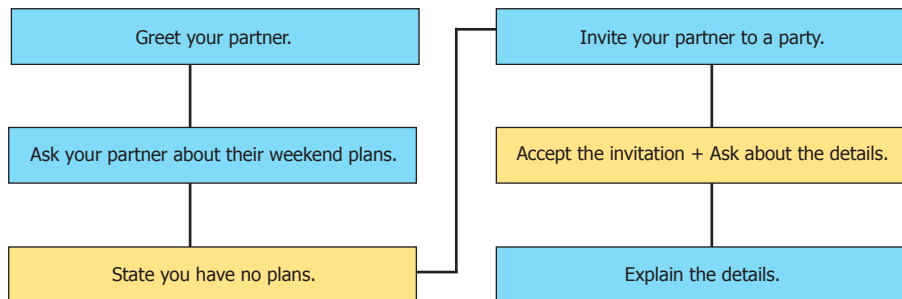 Greet your partner.
Ask your partner about their weekend plans.
State you have no plans.
Invite your partner to a party.
Accept the invitation + Ask about the details.
Explain the details.